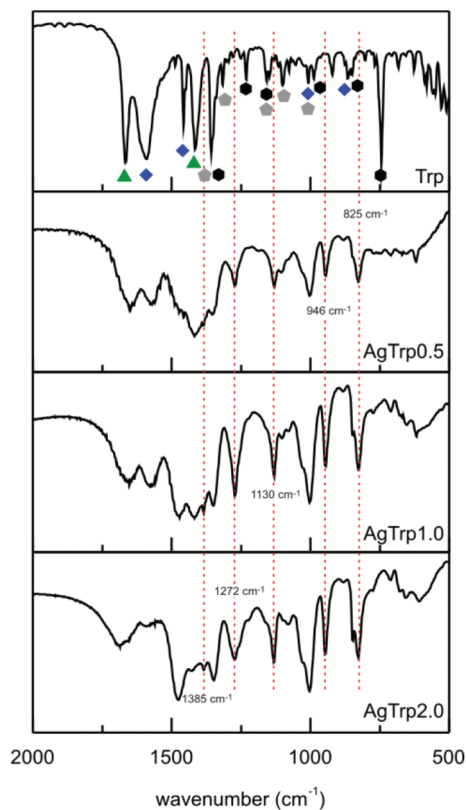 Trp
825 cm-1
946 cm-1
AgTrp0.5
1130 cm-1
AgTrp1.0
1272 cm-1
1385 cm-1
AgTrp2.0
2000 1500 1000 500
wavenumber (cm-1)